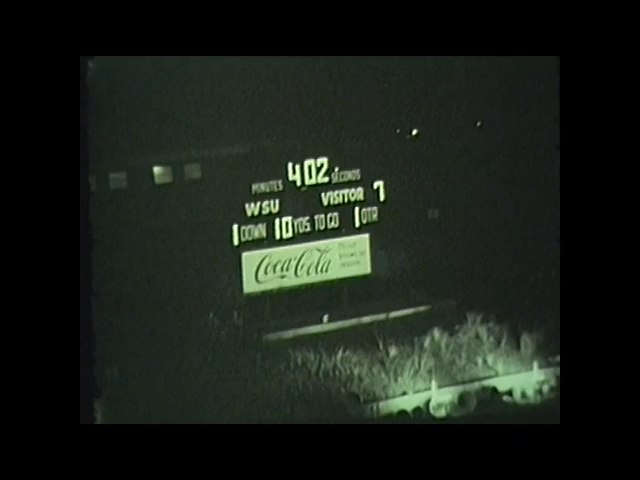 MINUTES 4 02 SECONDS
WSU VISITOR 7
1 DOWN 10 YDS. TO GO 1 QTR
Coca-Cola